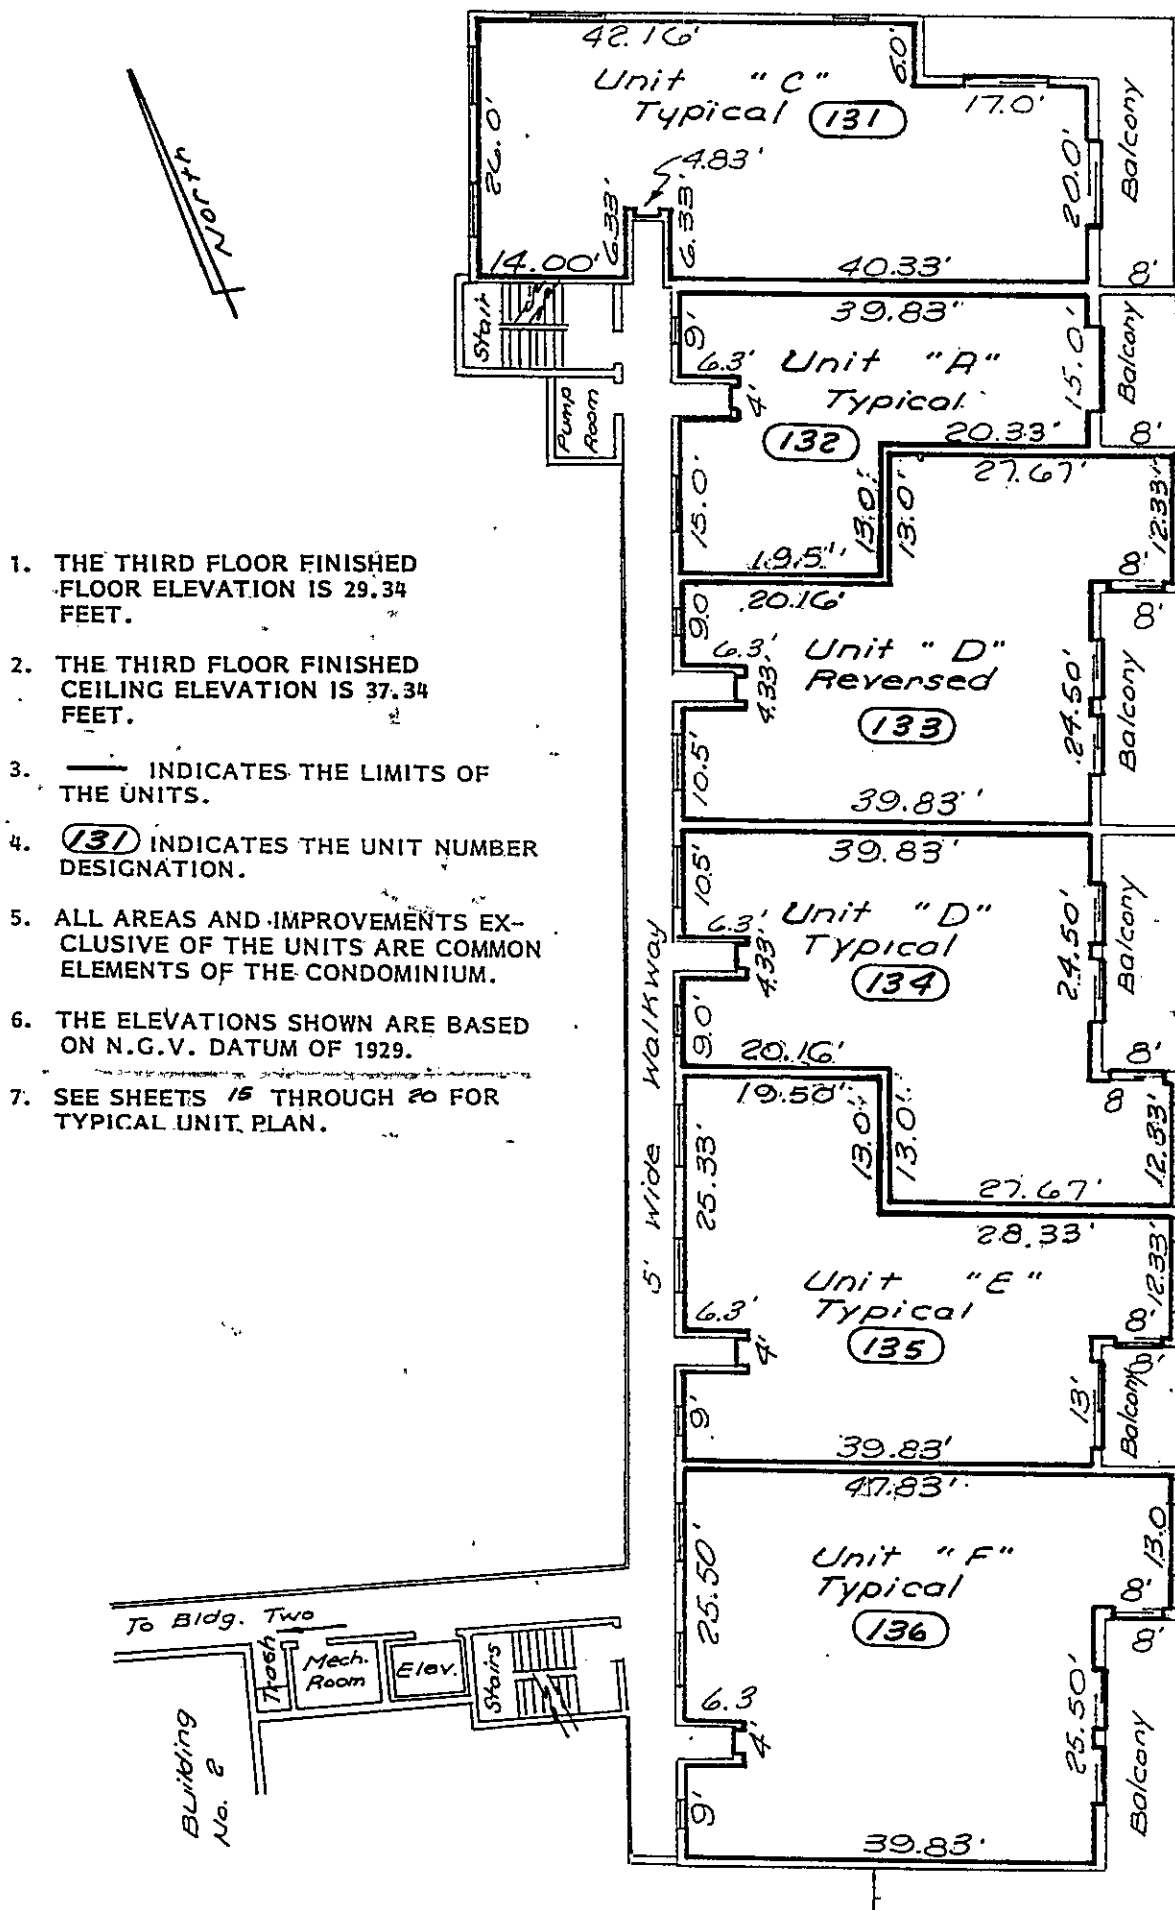 North
1. THE THIRD FLOOR FINISHED
FLOOR ELEVATION IS 29.34
FEET.
2. THE THIRD FLOOR FINISHED
CEILING ELEVATION IS 37.34
FEET.
3. INDICATES THE LIMITS OF
THE UNITS.
4. 131 INDICATES THE UNIT NUMBER
DESIGNATION.
5. ALL AREAS AND IMPROVEMENTS EX-
CLUSIVE OF THE UNITS ARE COMMON
ELEMENTS OF THE CONDOMINIUM.
6. THE ELEVATIONS SHOWN ARE BASED
ON N.G.V. DATUM OF 1929.
7. SEE SHEETS 15 THROUGH 20 FOR
TYPICAL UNIT PLAN.
42.16'
6.0'
Unit "C"
Typical 131
17.0'
Balcony
26.0'
4.83'
20.0'
6.33'
6.33'
14.00'
40.33'
8'
Stair
Pump
Room
39.83"
9'
Unit "A"
Typical
132
6.3'
4'
15.0'
Balcony
20.33'
8'
15.0'
13.0'
19.5'
27.67'
13.0'
12.33'
20.16'
8'
8'
9.0
Unit "D"
Reversed
133
6.3'
4.33'
24.50'
Balcony
10.5'
39.83'
39.83'
10.5'
Unit "D"
Typical
134
6.3'
4.33'
24.50'
Balcony
9.0'
20.16'
8'
8
13.0'
12.33'
27.67'
5' Wide Walkway
19.50'
13.0'
25.33'
28.33'
12.33'
Unit "E"
Typical
135
6.3'
4'
8'
8'
13'
Balcony
9'
39.83'
47.83'
13.0
25.50'
Unit "F"
Typical
136
8'
8'
6.3
4'
25.50'
Balcony
9'
39.83'
To Bldg. Two
Trash
Mech.
Room
Elev.
Stairs
Building
No. 2